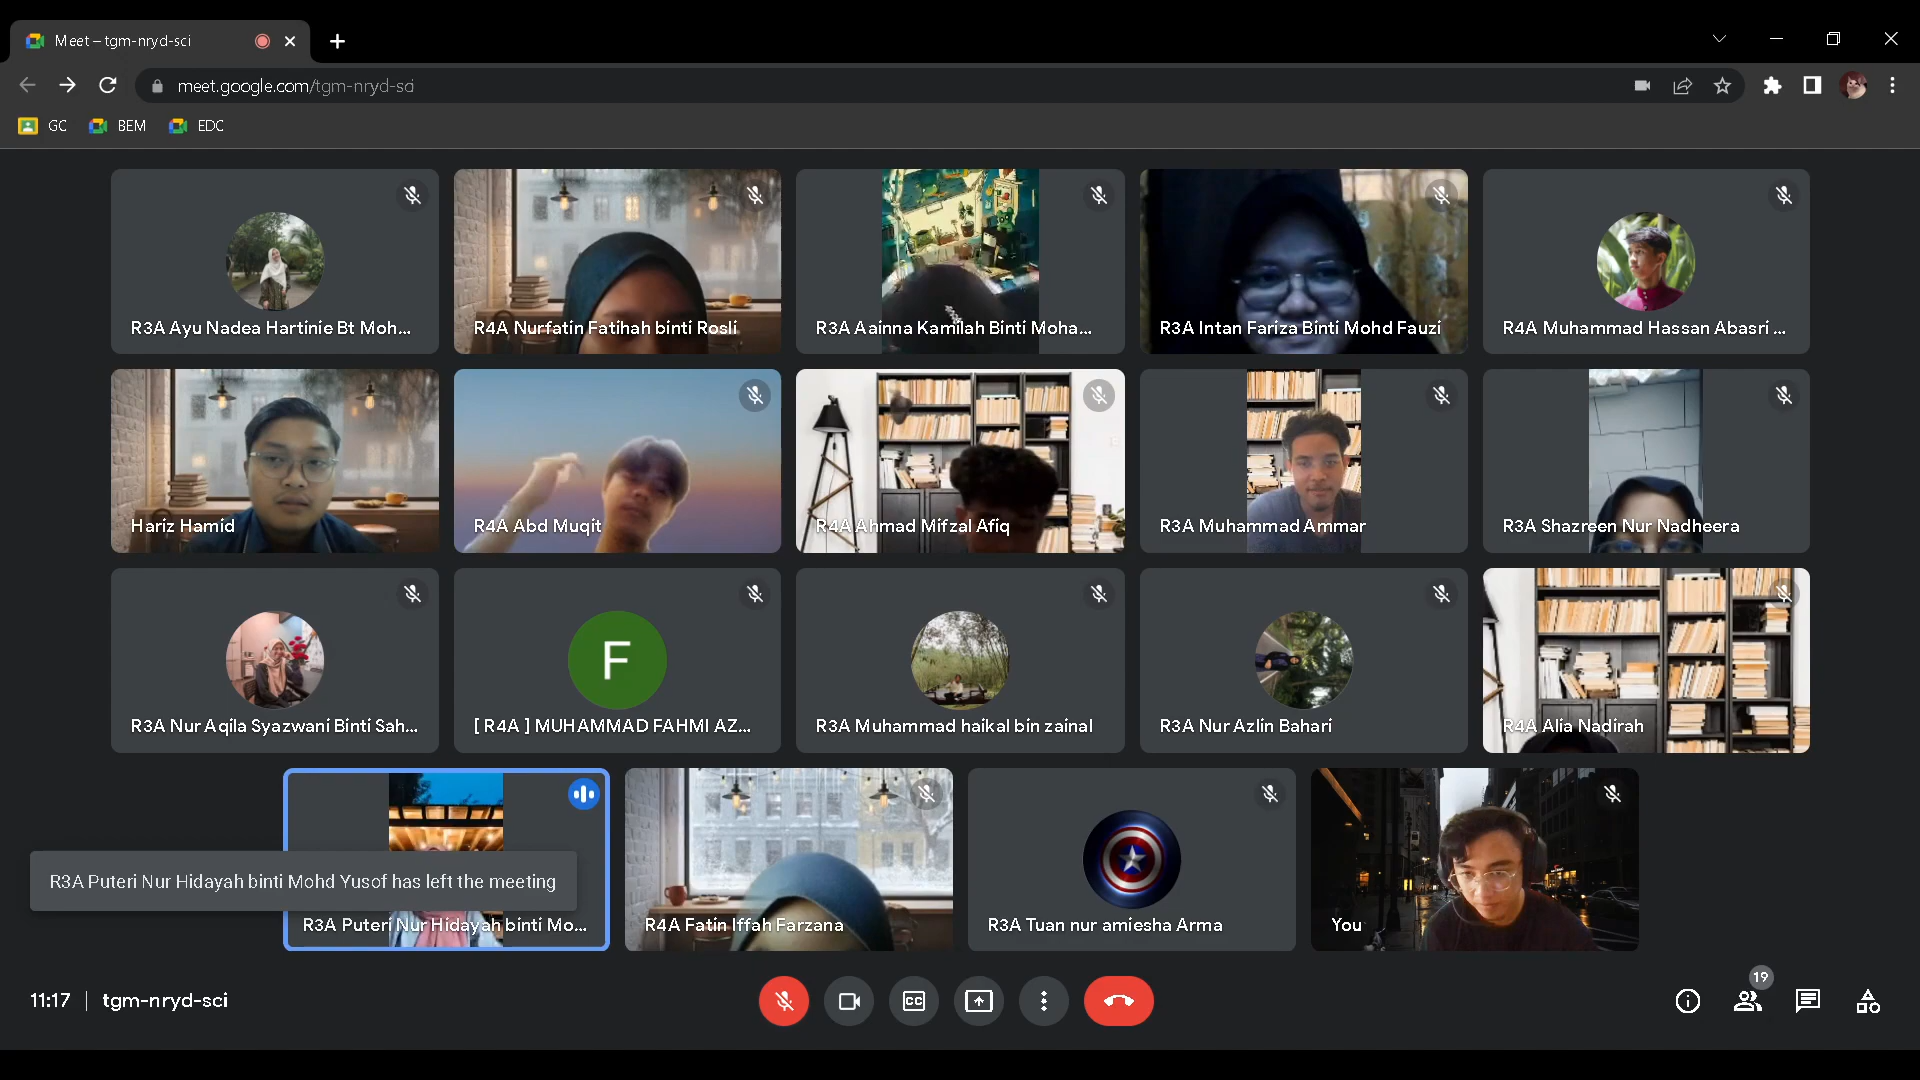 Meet – tgm-nryd-sci
meet.google.com/tgm-nryd-sci
GC
BEM
EDC
R3A Ayu Nadea Hartinie Bt Moh...
R4A Nurfatin Fatihah binti Rosli
R3A Aainna Kamilah Binti Moha...
R3A Intan Fariza Binti Mohd Fauzi
R4A Muhammad Hassan Abasri ...
Hariz Hamid
R4A Abd Muqit
R4A Ahmad Mifzal Afiq
R3A Muhammad Ammar
R3A Shazreen Nur Nadheera
R3A Nur Aqila Syazwani Binti Sah...
F
[ R4A ] MUHAMMAD FAHMI AZ...
R3A Muhammad haikal bin zainal
R3A Nur Azlin Bahari
R4A Alia Nadirah
R3A Puteri Nur Hidayah binti Mohd Yusof has left the meeting
R3A Puteri Nur Hidayah binti Mo...
R4A Fatin Iffah Farzana
R3A Tuan nur amiesha Arma
You
11:17 | tgm-nryd-sci
CC
19